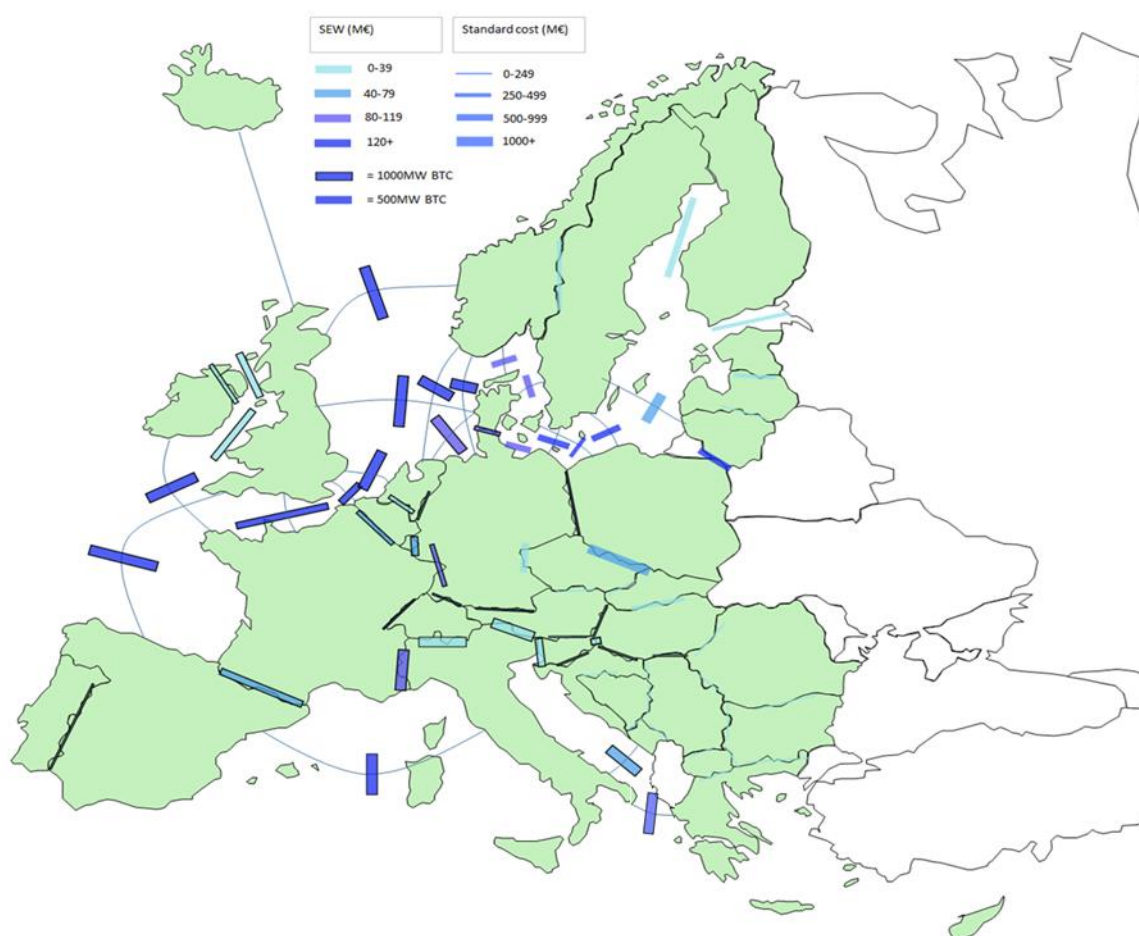 SEW (M€)
Standard cost (M€)
0-39
0-249
40-79
250-499
80-119
500-999
120+
1000+
= 1000MW BTC
= 500MW BTC